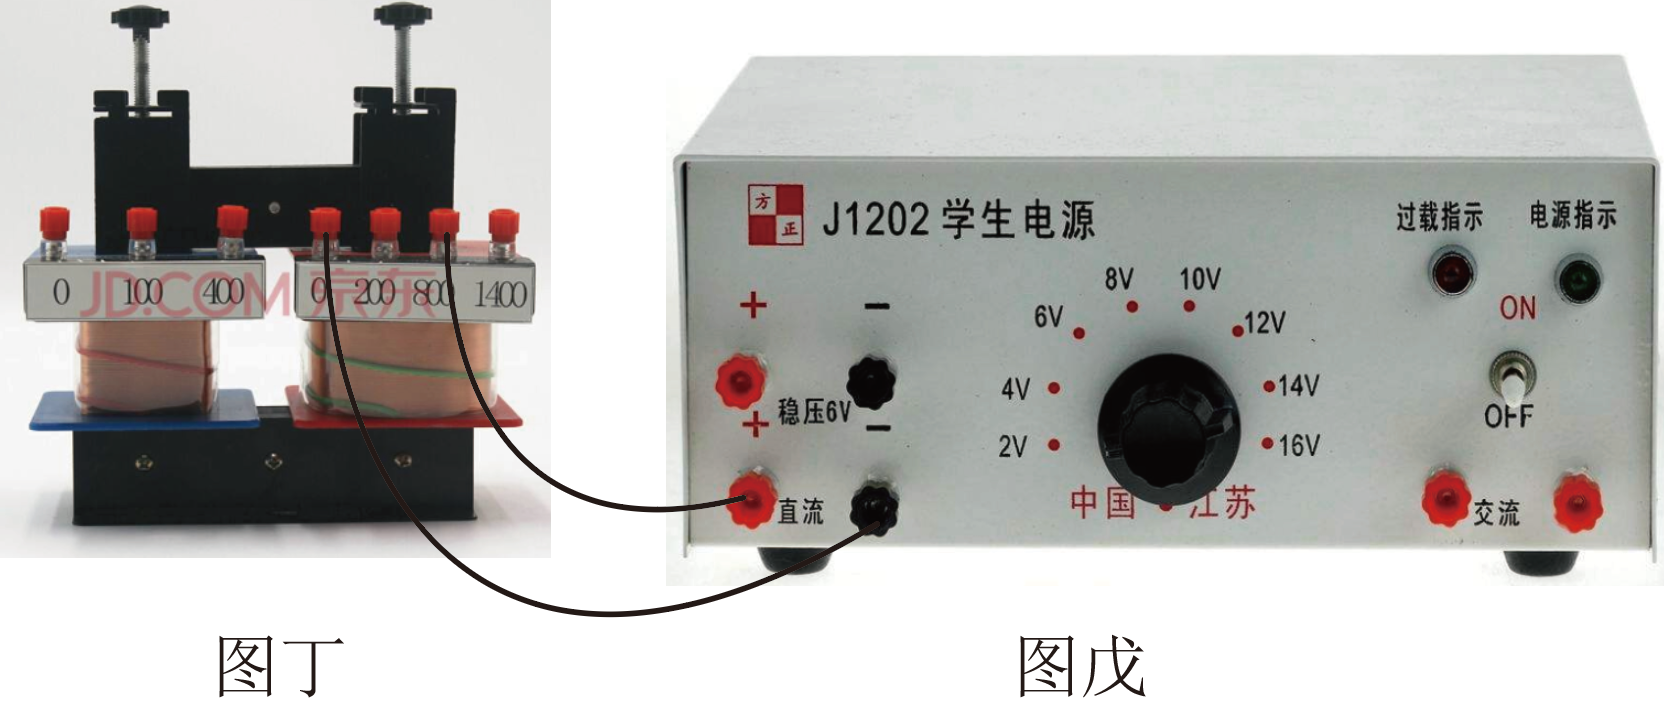 方正
J1202 学生电源
过载指示
电源指示
8V
10V
6V
12V
ON
4V
14V
2V
16V
OFF
+
−
稳压6V
+
−
直流
中国·江苏
交流
0
100
400
0
200
800
1400
JD.COM 京东
图丁
图戊